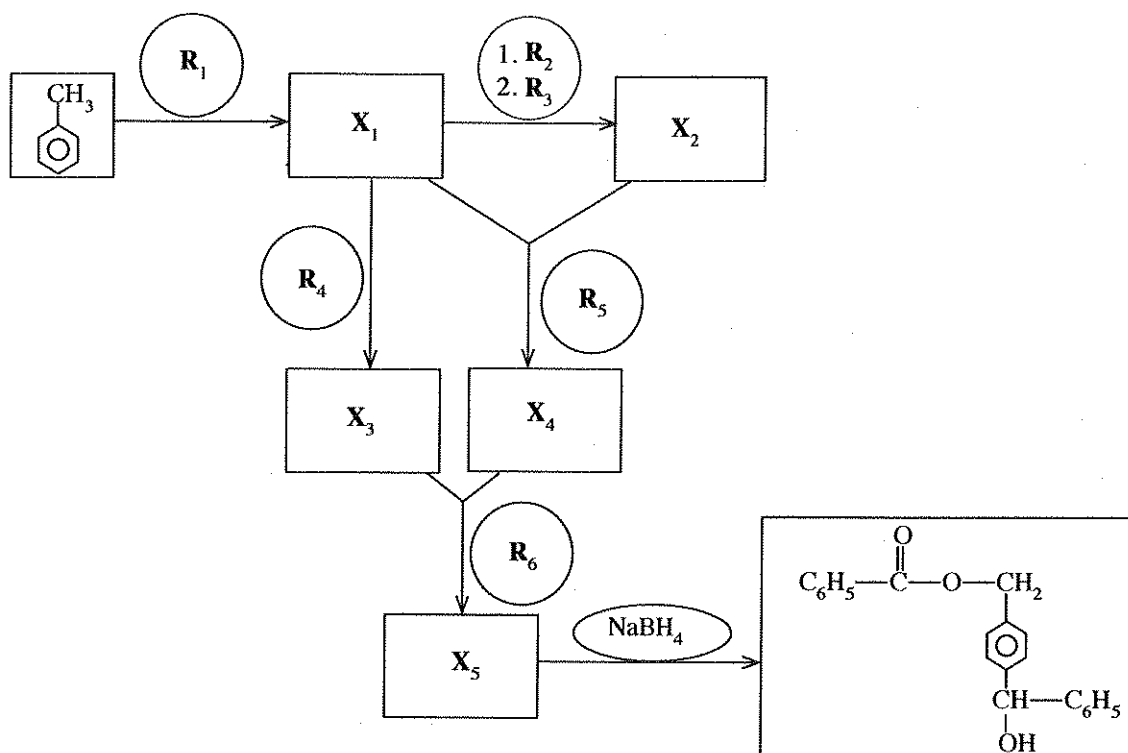 CH₃
R₁
X₁
1. R₂
2. R₃
X₂
R₄
R₅
X₃
X₄
R₆
X₅
NaBH₄
O
C₆H₅—C—O—CH₂
CH—C₆H₅
OH